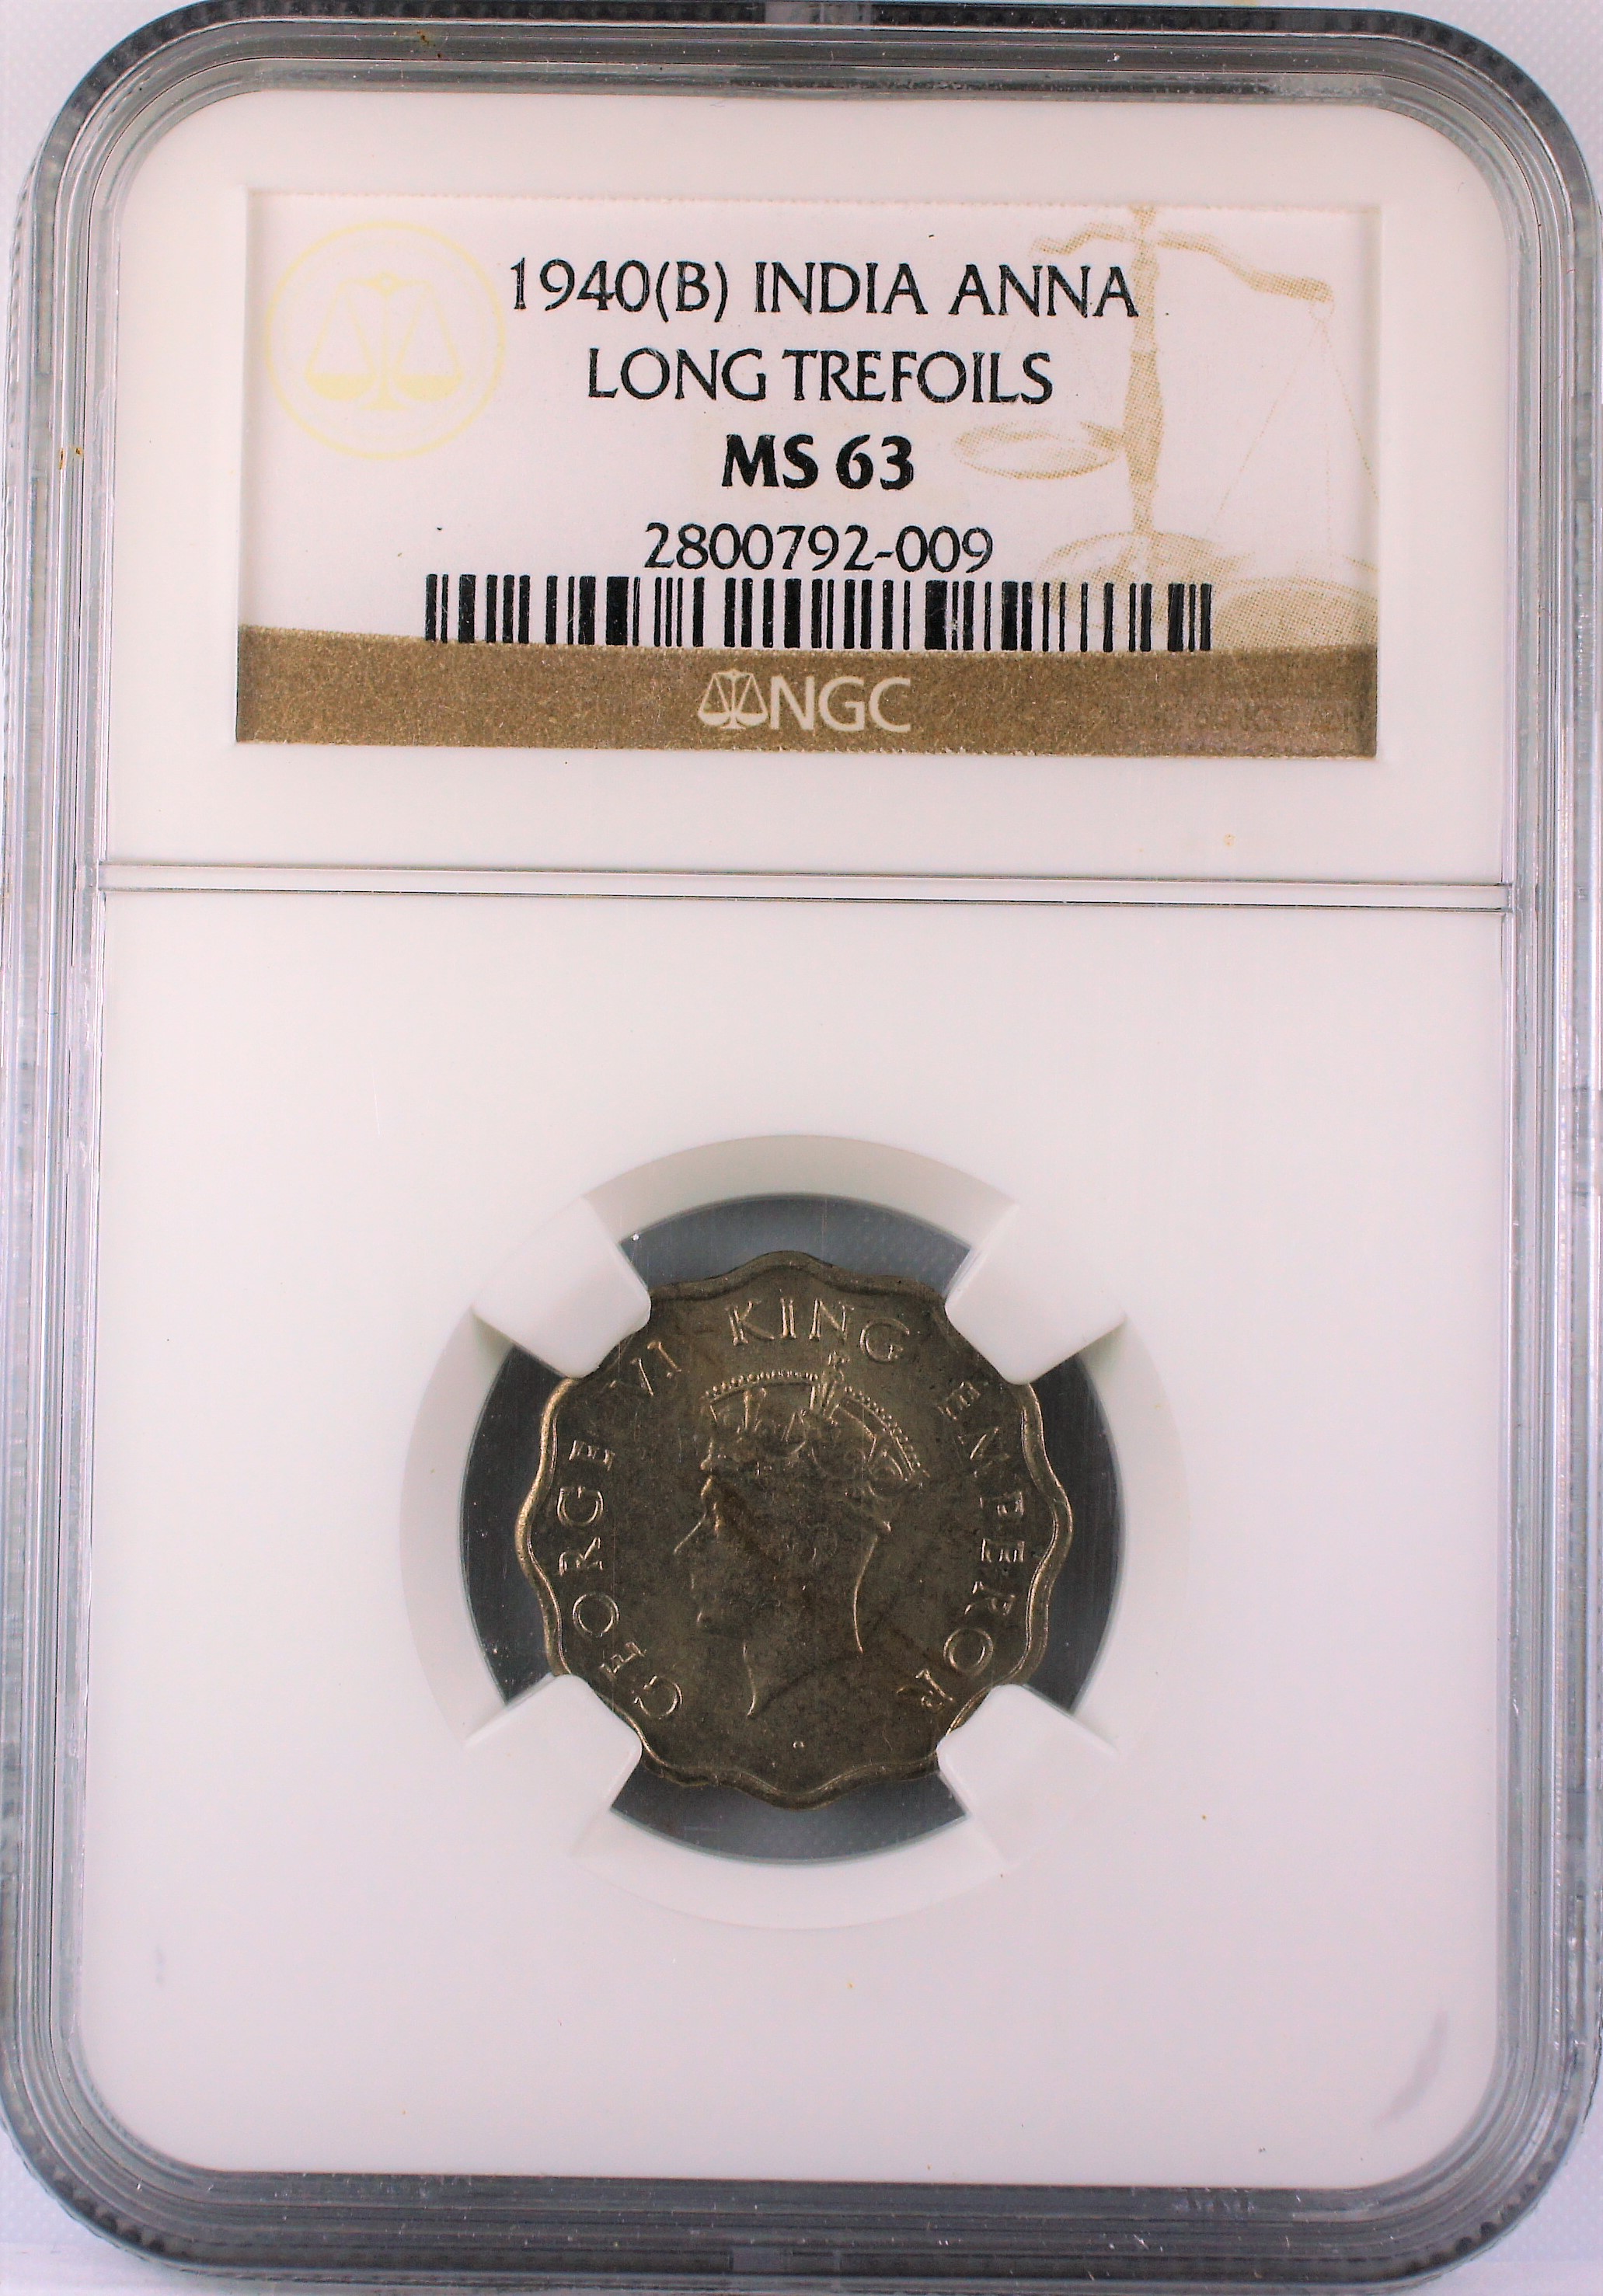 1940(B) INDIA ANNA
LONG TREFOILS
MS 63
2800792-009
NGC
GEORGE VI KING EMPEROR